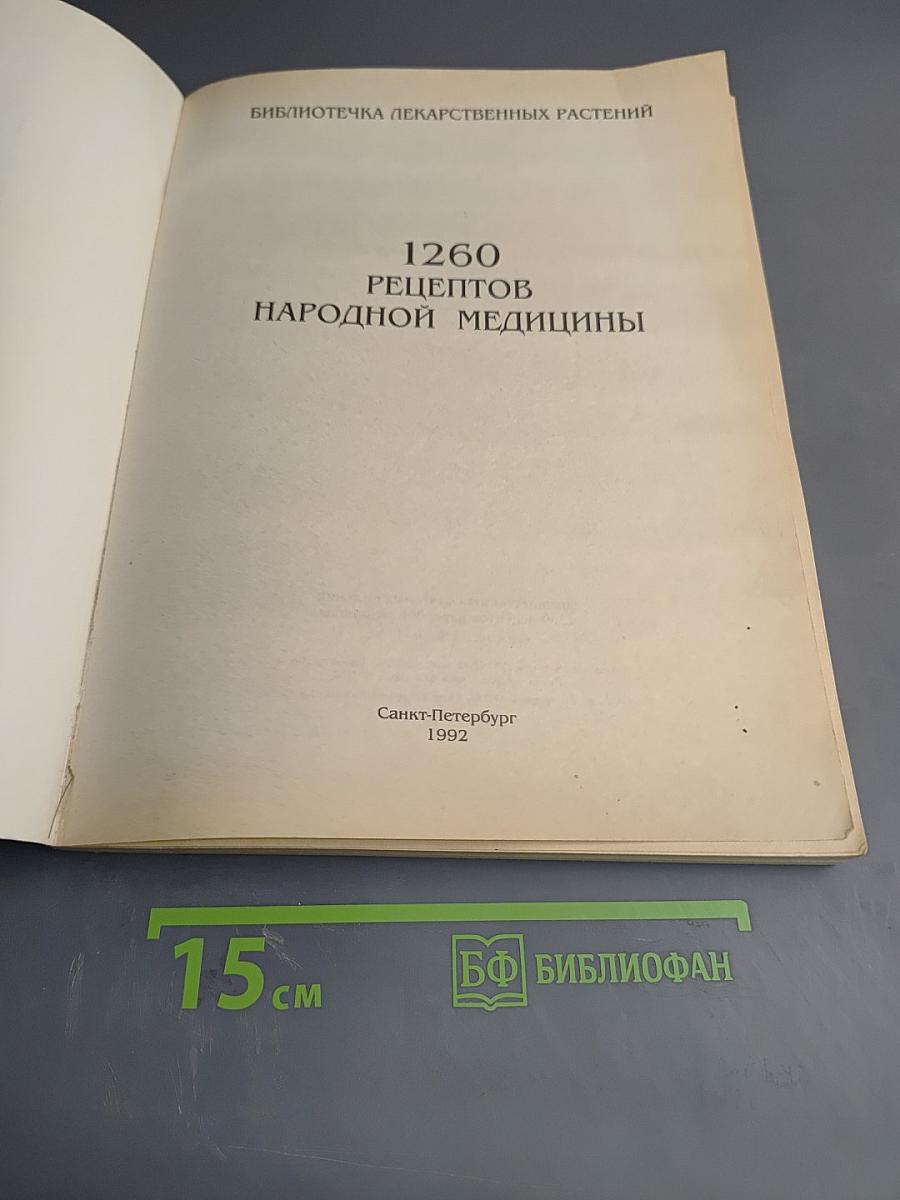 БИБЛИОТЕЧКА ЛЕКАРСТВЕННЫХ РАСТЕНИЙ
1260
РЕЦЕПТОВ
НАРОДНОЙ МЕДИЦИНЫ
Санкт-Петербург
1992
15 см
БФ БИБЛИОФАН